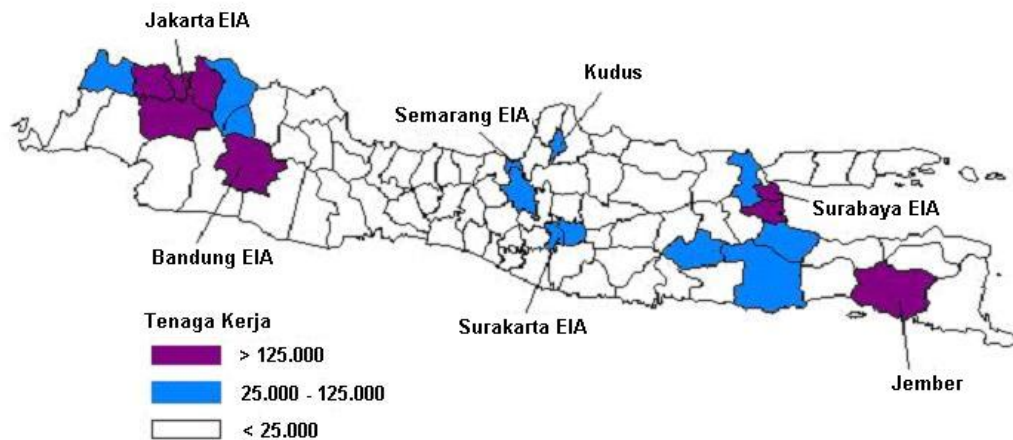 Jakarta EIA
Kudus
Semarang EIA
Surabaya EIA
Bandung EIA
Surakarta EIA
Jember
Tenaga Kerja
> 125.000
25.000 - 125.000
< 25.000